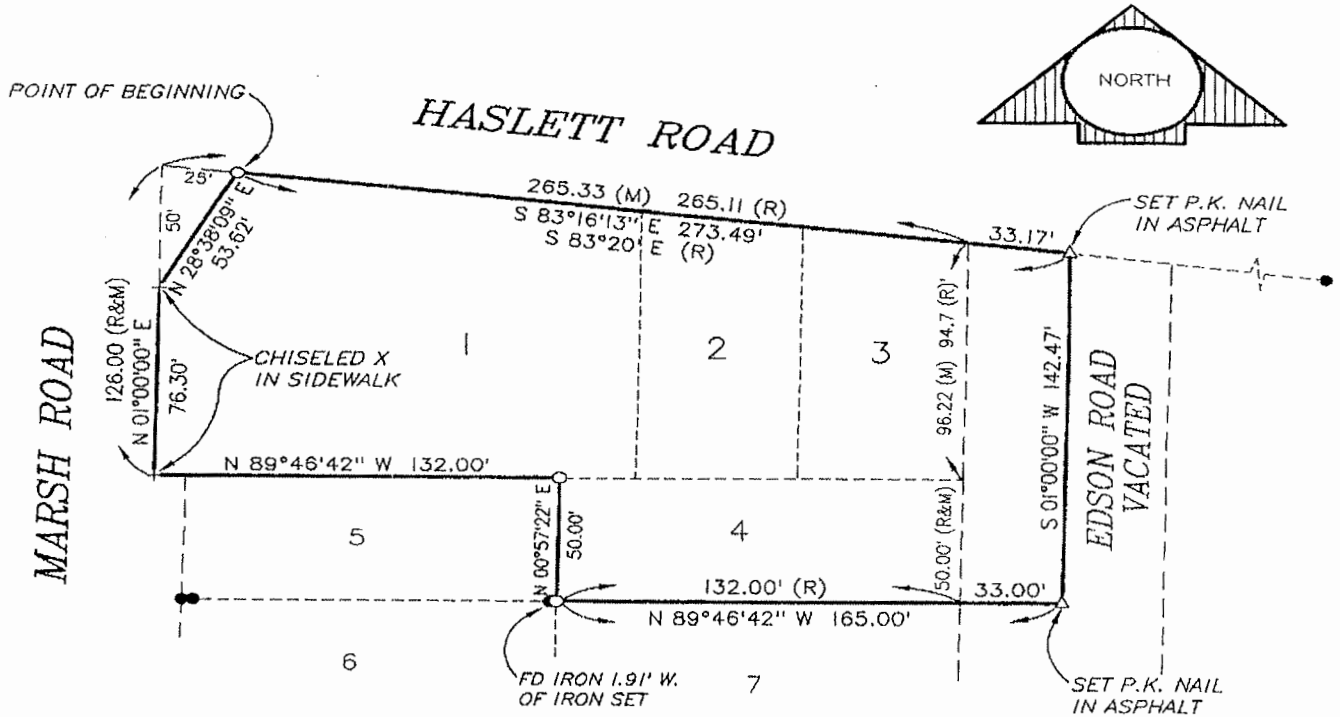 NORTH
POINT OF BEGINNING
HASLETT ROAD
25'
50'
N 28°38'09" E
53.62'
265.33 (M) 265.11 (R)
S 83°16'13" E 273.49'
S 83°20' E (R)
33.17'
SET P.K. NAIL
IN ASPHALT
MARSH ROAD
126.00 (R&M)
N 01°00'00" E
76.30'
CHISELED X
IN SIDEWALK
1
2
3
96.22 (M) 94.7 (R)'
S 01°00'00" W 142.47'
EDSON ROAD
VACATED
N 89°46'42" W 132.00'
5
N 00°57'22" E
50.00'
4
50.00' (R&M)
132.00' (R)
33.00'
N 89°46'42" W 165.00'
6
FD IRON 1.91' W.
OF IRON SET
7
SET P.K. NAIL
IN ASPHALT